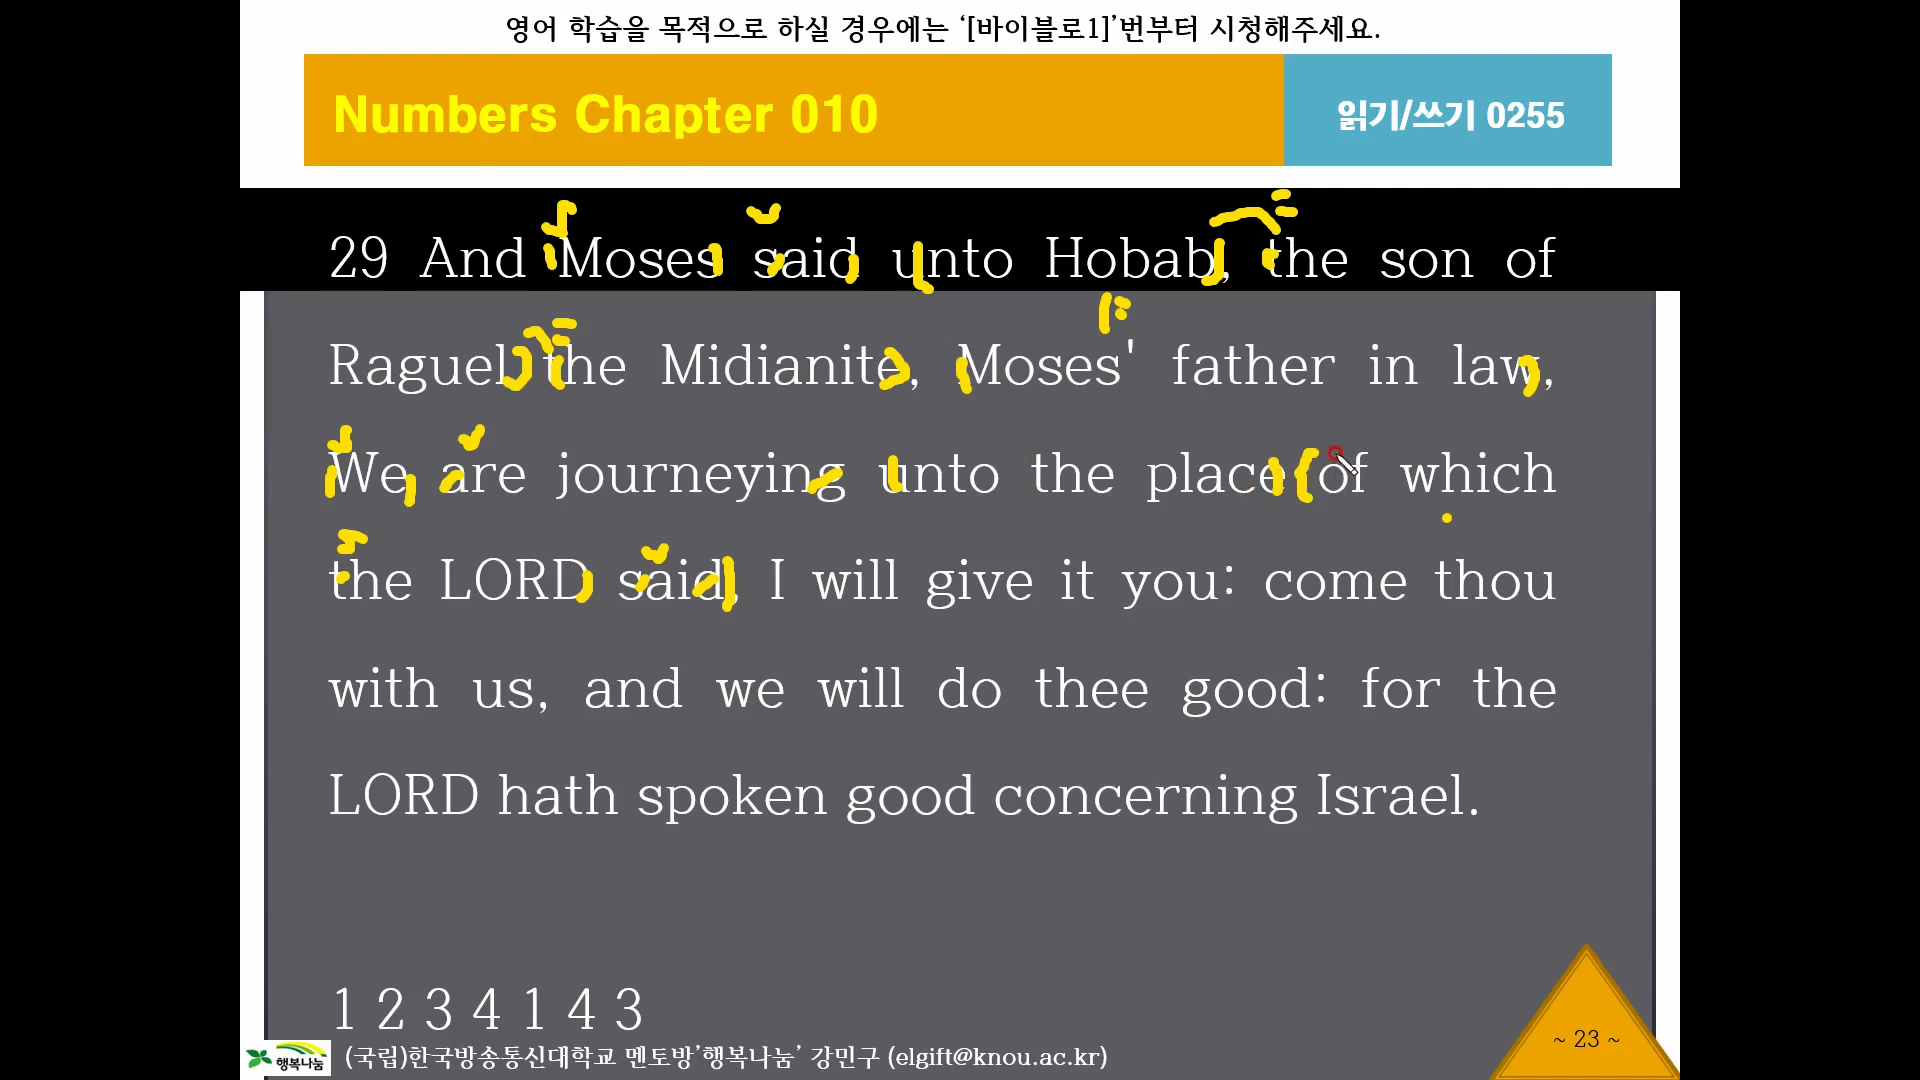 영어 학습을 목적으로 하실 경우에는 ‘[바이블로1]’번부터 시청해주세요.
Numbers Chapter 010
읽기/쓰기 0255
29 And Moses said unto Hobab, the son of
Raguel the Midianite, Moses' father in law,
We are journeying unto the place of which
the LORD said, I will give it you: come thou
with us, and we will do thee good: for the
LORD hath spoken good concerning Israel.
1 2 3 4 1 4 3
~ 23 ~
행복나눔
(국립)한국방송통신대학교 멘토방’행복나눔’ 강민구 (elgift@knou.ac.kr)